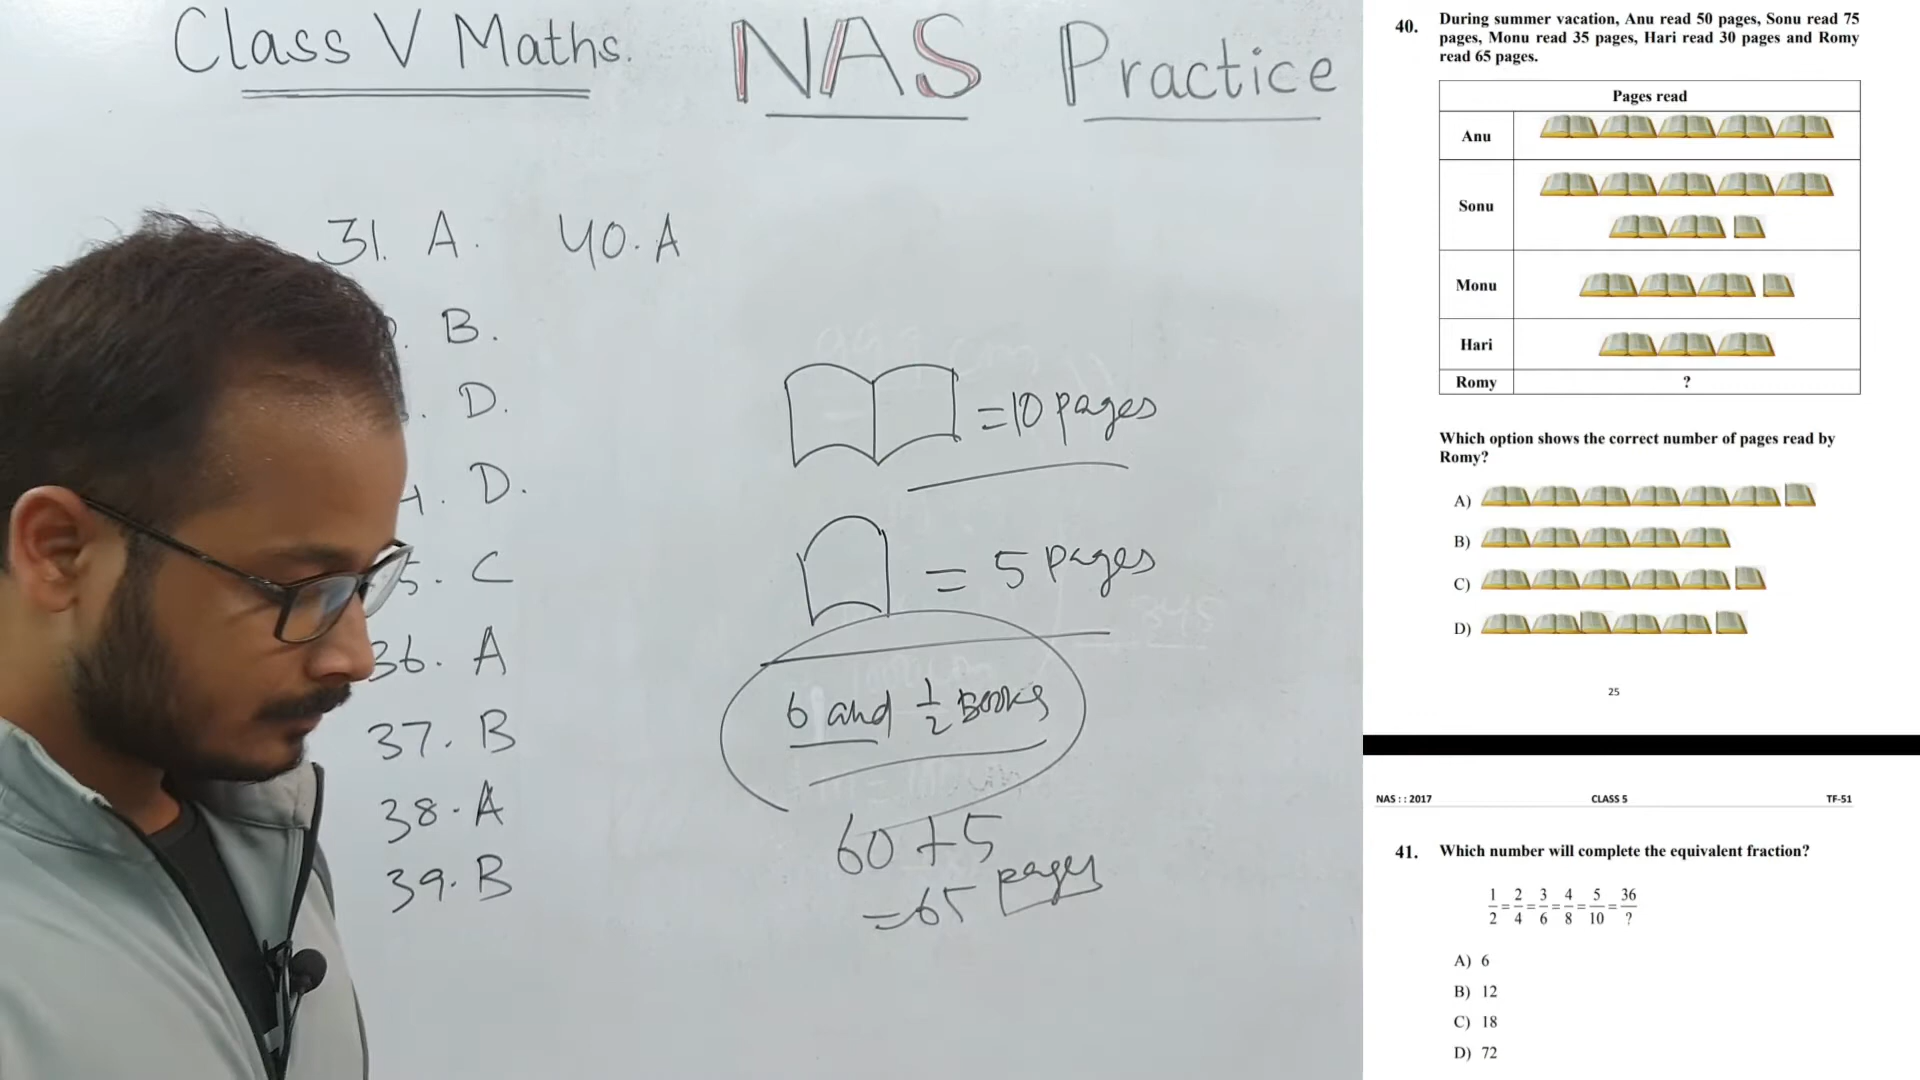 Class V Maths. NAS Practice
31. A. 40. A
B.
D.
4. D.
5. C
36. A
37. B
38. A
39. B
=10 pages
= 5 pages
6 and 1/2 Books
60 + 5
=65 pages
40. During summer vacation, Anu read 50 pages, Sonu read 75
pages, Monu read 35 pages, Hari read 30 pages and Romy
read 65 pages.
Pages read
Anu
Sonu
Monu
Hari
Romy ?
Which option shows the correct number of pages read by
Romy?
A)
B)
C)
D)
25
NAS : : 2017 CLASS 5 TF-51
41. Which number will complete the equivalent fraction?
1/2 = 2/4 = 3/6 = 4/8 = 5/10 = 36/?
A) 6
B) 12
C) 18
D) 72